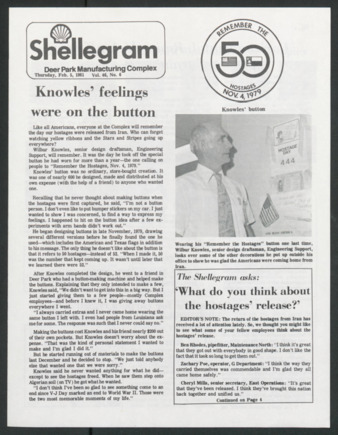 Shellegram
Deer Park Manufacturing Complex
Thursday, Feb. 5, 1981 Vol. 45, No. 6
REMEMBER THE
50
HOSTAGES
NOV. 4, 1979
Knowles' button
Knowles' feelings
were on the button
Like all Americans, everyone at the Complex will remember
the day our hostages were released from Iran. Who can forget
watching yellow ribbons and the Stars and Stripes going up
everywhere?
Wilbur Knowles, senior design draftsman, Engineering
Support, will remember. It was the day he took off the special
button he had worn for more than a year—the one calling on
people to "Remember the Hostages, Nov. 4, 1979."
Knowles' button was no ordinary, store-bought creation. It
was one of nearly 600 he designed, made and distributed at his
own expense (with the help of a friend) to anyone who wanted
one.
Recalling that he never thought about making buttons when
the hostages were first captured, he said, "I'm not a button
person. I don't even like to put bumper stickers on my car. I just
wanted to show I was concerned, to find a way to express my
feelings. I happened to hit on the button idea after a few ex-
periments with arm bands didn't work out."
He began designing buttons in late November, 1979, drawing
several different versions before he finally found the one he
used—which includes the American and Texas flags in addition
to his message. The only thing he doesn't like about the button is
that it refers to 50 hostages—instead of 52. "When I made it, 50
was the number that kept coming up. It wasn't until later that
we learned there were 52."
After Knowles completed the design, he went to a friend in
Deer Park who had a button-making machine and helped make
the buttons. Explaining that they only intended to make a few,
Knowles said, "We didn't want to get into this in a big way. But I
just started giving them to a few people—mostly Complex
employees—and before I knew it, I was giving away buttons
everywhere I went.
"I always carried extras and I never came home wearing the
same button I left with. I even had people from Louisiana ask
me for some. The response was such that I never could say no."
Making the buttons cost Knowles and his friend nearly $200 out
of their own pockets. But Knowles doesn't worry about the ex-
pense. "That was the kind of personal statement I wanted to
make and I'm glad I did it."
But he started running out of materials to make the buttons
last December and he decided to stop. "We just told anybody
else that wanted one that we were sorry."
Knowles said he never wanted anything for what he did—
except to see the hostages freed. When he saw them step onto
Algerian soil on TV, he got what he wanted.
"I don't think I've been so glad to see something come to an
end since V-J Day marked an end to World War II. Those were
the two most memorable moments of my life."
444
Wearing his "Remember the Hostages" button one last time,
Wilbur Knowles, senior design draftsman, Engineering Support,
looks over some of the other decorations he put up outside his
office to show he was glad the Americans were coming home from
Iran.
The Shellegram asks:
'What do you think about
the hostages' release?'
EDITOR'S NOTE: The return of the hostages from Iran has
received a lot of attention lately. So, we thought you might like
to see what some of your fellow employees think about the
hostages' release.
Ben Rhodes, pipefitter, Maintenance North: "I think it's great
that they got out with everybody in good shape. I don't like the
fact that it took so long to get them out."
Zachary Poe, operator, G Department: "I think the way they
carried themselves was commendable and I'm glad they all
came home safely."
Cheryl Mills, senior secretary, East Operations: "It's great
that they've been released. I think they've brought this nation
back together and unified us."
Continued on Page 4